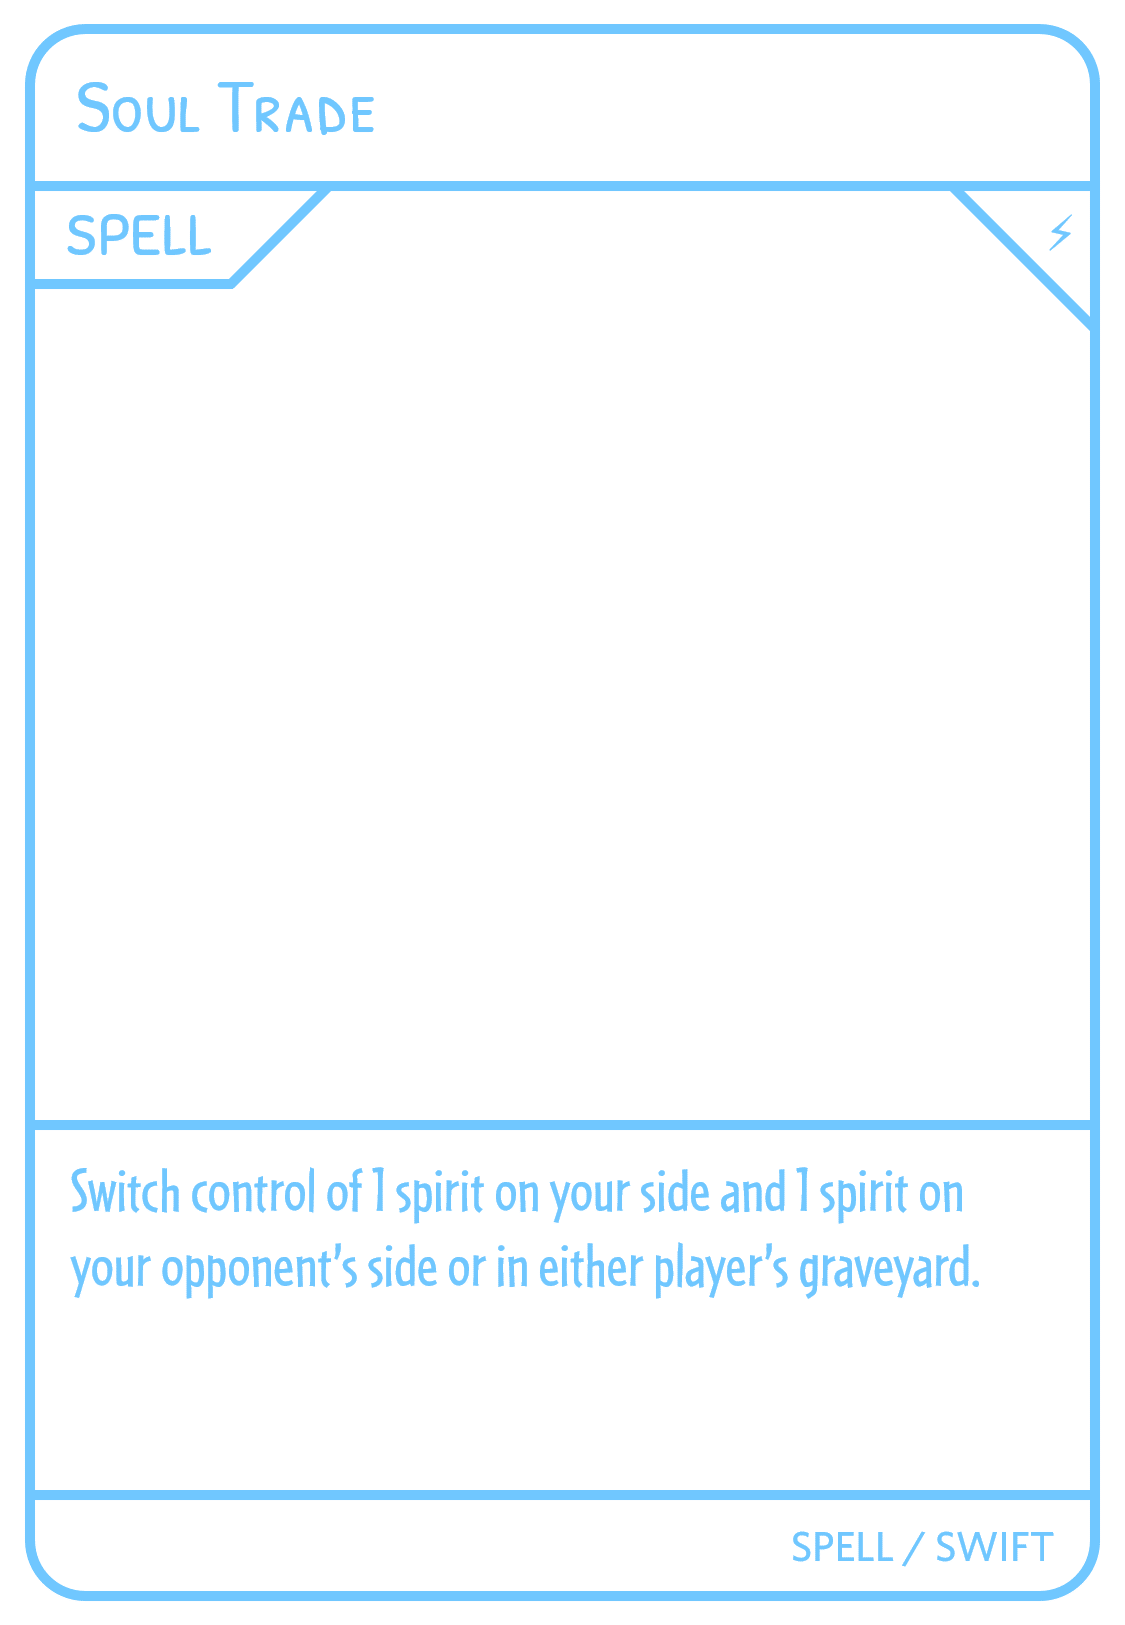 Soul Trade
SPELL
⚡
Switch control of 1 spirit on your side and 1 spirit on
your opponent’s side or in either player’s graveyard.
SPELL / SWIFT